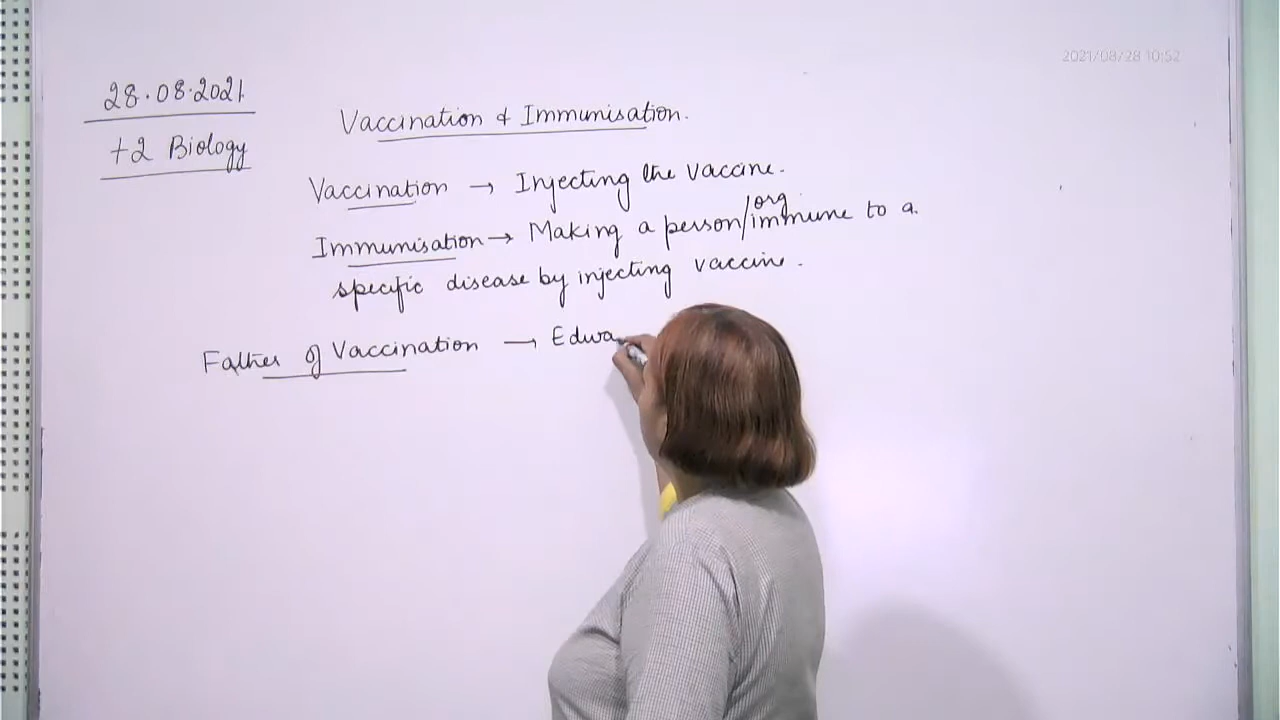 2021/08/28 10:52
28.08.2021
+2 Biology
Vaccination & Immunisation.
Vaccination → Injecting the vaccine.
Immunisation → Making a person/org immune to a
specific disease by injecting vaccine.
Father of Vaccination → Edwa